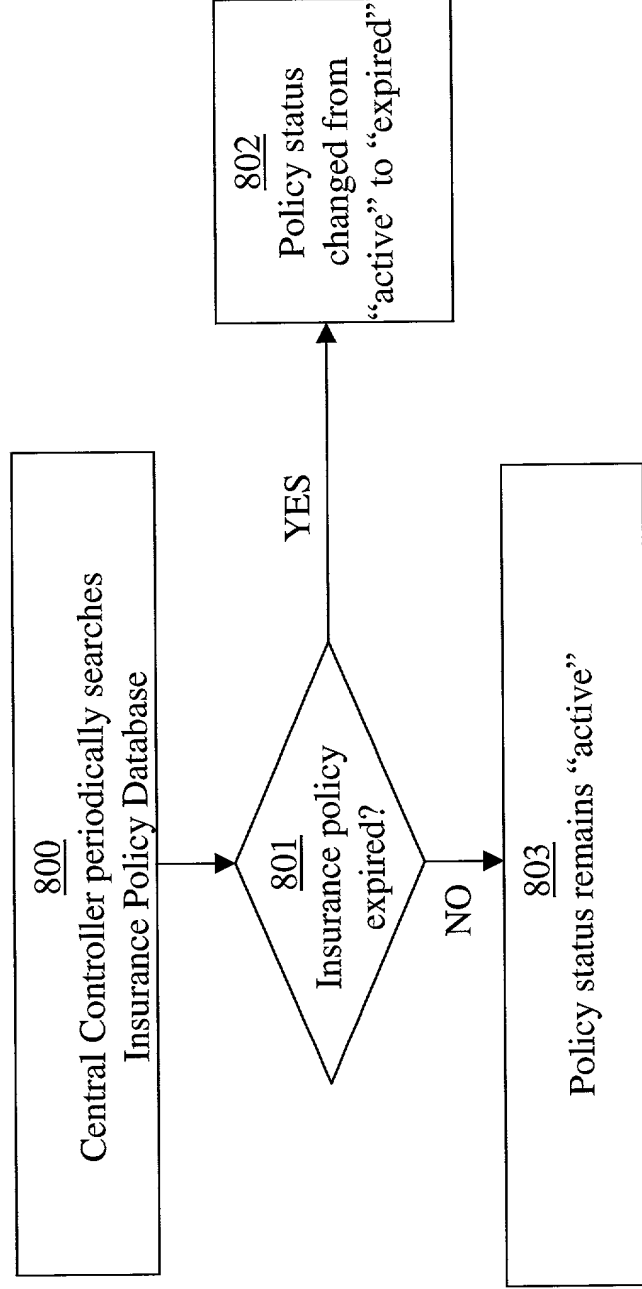 800
Central Controller periodically searches
Insurance Policy Database
801
Insurance policy
expired?
YES
802
Policy status
changed from
“active” to “expired”
NO
803
Policy status remains “active”